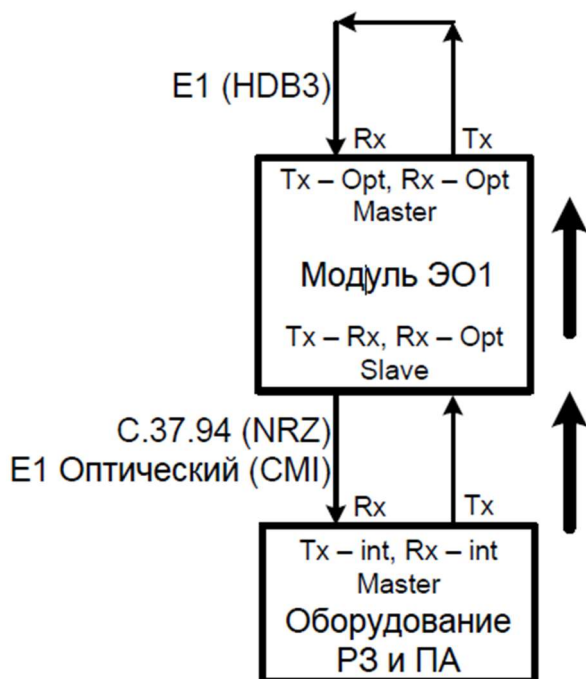 E1 (HDB3)
Rx
Tx
Tx – Opt, Rx – Opt
Master
Модуль ЭО1
Tx – Rx, Rx – Opt
Slave
С.37.94 (NRZ)
E1 Оптический (CMI)
Rx
Tx
Tx – int, Rx – int
Master
Оборудование
РЗ и ПА